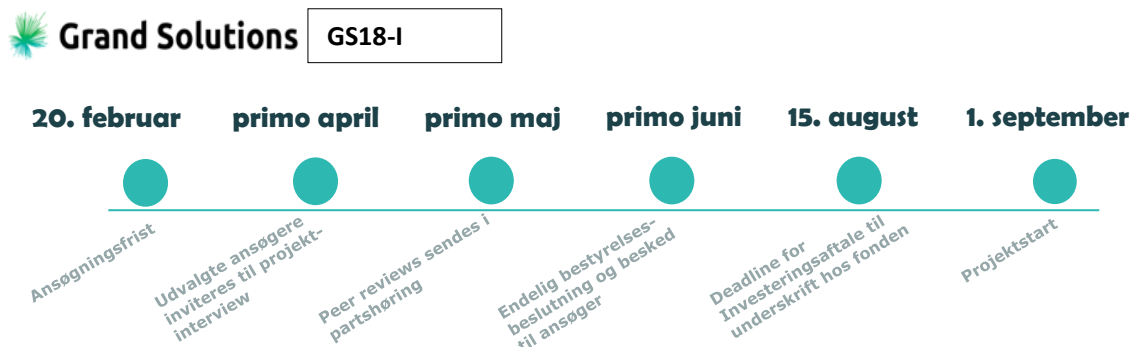 Grand Solutions
GS18-I
20. februar
primo april
primo maj
primo juni
15. august
1. september
Ansøgningsfrist
Udvalgte ansøgere
inviteres til projekt-
interview
Peer reviews sendes i
partshøring
Endelig bestyrelses-
beslutning og besked
til ansøger
Deadline for
Investeringsaftale til
underskrift hos fonden
Projektstart